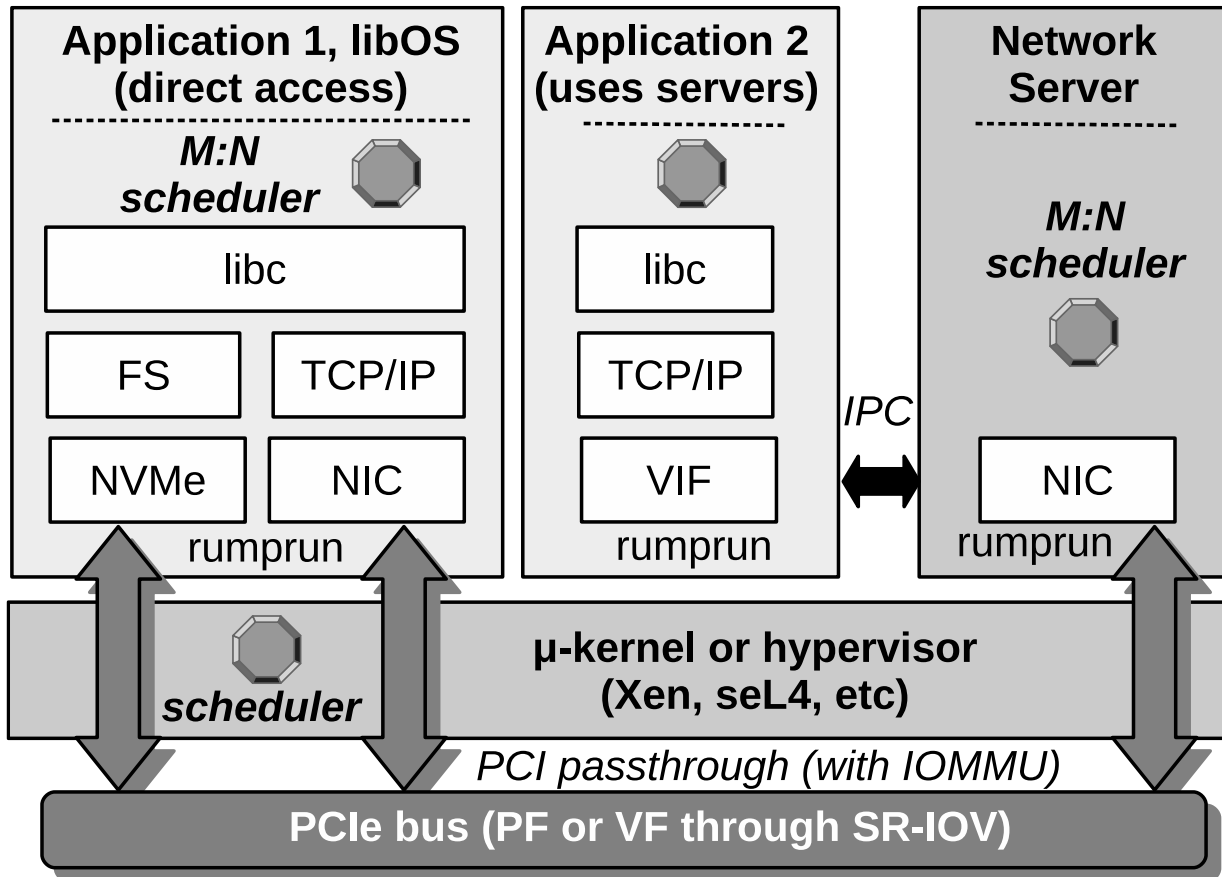 Application 1, libOS
(direct access)
M:N
scheduler
libc
FS
TCP/IP
NVMe
NIC
rumprun
Application 2
(uses servers)
libc
TCP/IP
VIF
rumprun
IPC
Network
Server
M:N
scheduler
NIC
rumprun
scheduler
µ-kernel or hypervisor
(Xen, seL4, etc)
PCI passthrough (with IOMMU)
PCIe bus (PF or VF through SR-IOV)